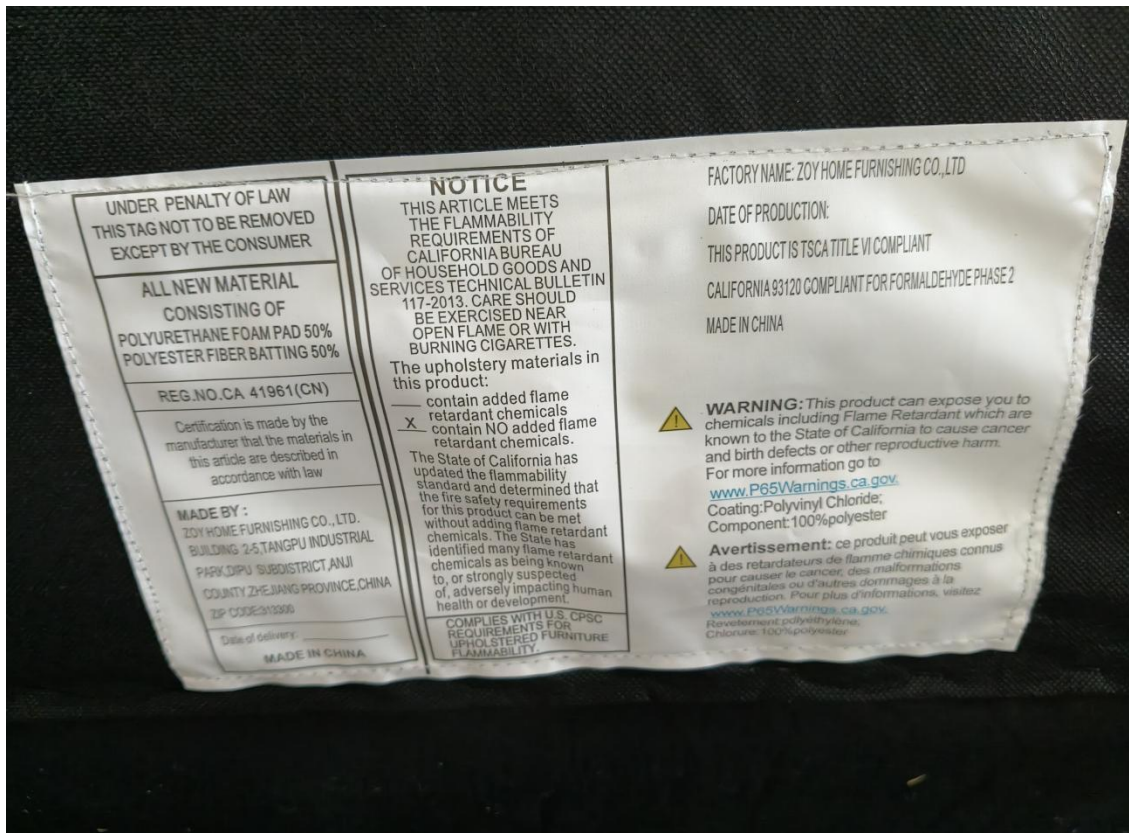 UNDER PENALTY OF LAW
THIS TAG NOT TO BE REMOVED
EXCEPT BY THE CONSUMER
ALL NEW MATERIAL
CONSISTING OF
POLYURETHANE FOAM PAD 50%
POLYESTER FIBER BATTING 50%
REG.NO.CA 41961(CN)
Certification is made by the
manufacturer that the materials in
this article are described in
accordance with law
MADE BY :
ZOY HOME FURNISHING CO., LTD.
BUILDING 2-5,TANGPU INDUSTRIAL
PARK,DIPU SUBDISTRICT,ANJI
COUNTY,ZHEJIANG PROVINCE,CHINA
ZIP CODE:313300
Date of delivery:
MADE IN CHINA
NOTICE
THIS ARTICLE MEETS
THE FLAMMABILITY
REQUIREMENTS OF
CALIFORNIA BUREAU
OF HOUSEHOLD GOODS AND
SERVICES TECHNICAL BULLETIN
117-2013. CARE SHOULD
BE EXERCISED NEAR
OPEN FLAME OR WITH
BURNING CIGARETTES.
The upholstery materials in
this product:
contain added flame
retardant chemicals
X contain NO added flame
retardant chemicals.
The State of California has
updated the flammability
standard and determined that
the fire safety requirements
for this product can be met
without adding flame retardant
chemicals. The State has
identified many flame retardant
chemicals as being known
to, or strongly suspected
of, adversely impacting human
health or development.
COMPLIES WITH U.S. CPSC
REQUIREMENTS FOR
UPHOLSTERED FURNITURE
FLAMMABILITY.
FACTORY NAME: ZOY HOME FURNISHING CO.,LTD
DATE OF PRODUCTION:
THIS PRODUCT IS TSCA TITLE VI COMPLIANT
CALIFORNIA 93120 COMPLIANT FOR FORMALDEHYDE PHASE 2
MADE IN CHINA
WARNING: This product can expose you to
chemicals including Flame Retardant which are
known to the State of California to cause cancer
and birth defects or other reproductive harm.
For more information go to
www.P65Warnings.ca.gov.
Coating:Polyvinyl Chloride;
Component:100%polyester
Avertissement: ce produit peut vous exposer
à des retardateurs de flamme chimiques connus
pour causer le cancer, des malformations
congénitales ou d'autres dommages à la
reproduction. Pour plus d'informations, visitez
www.P65Warnings.ca.gov.
Revetement polyéthylène,
Chlorure:100%polyester